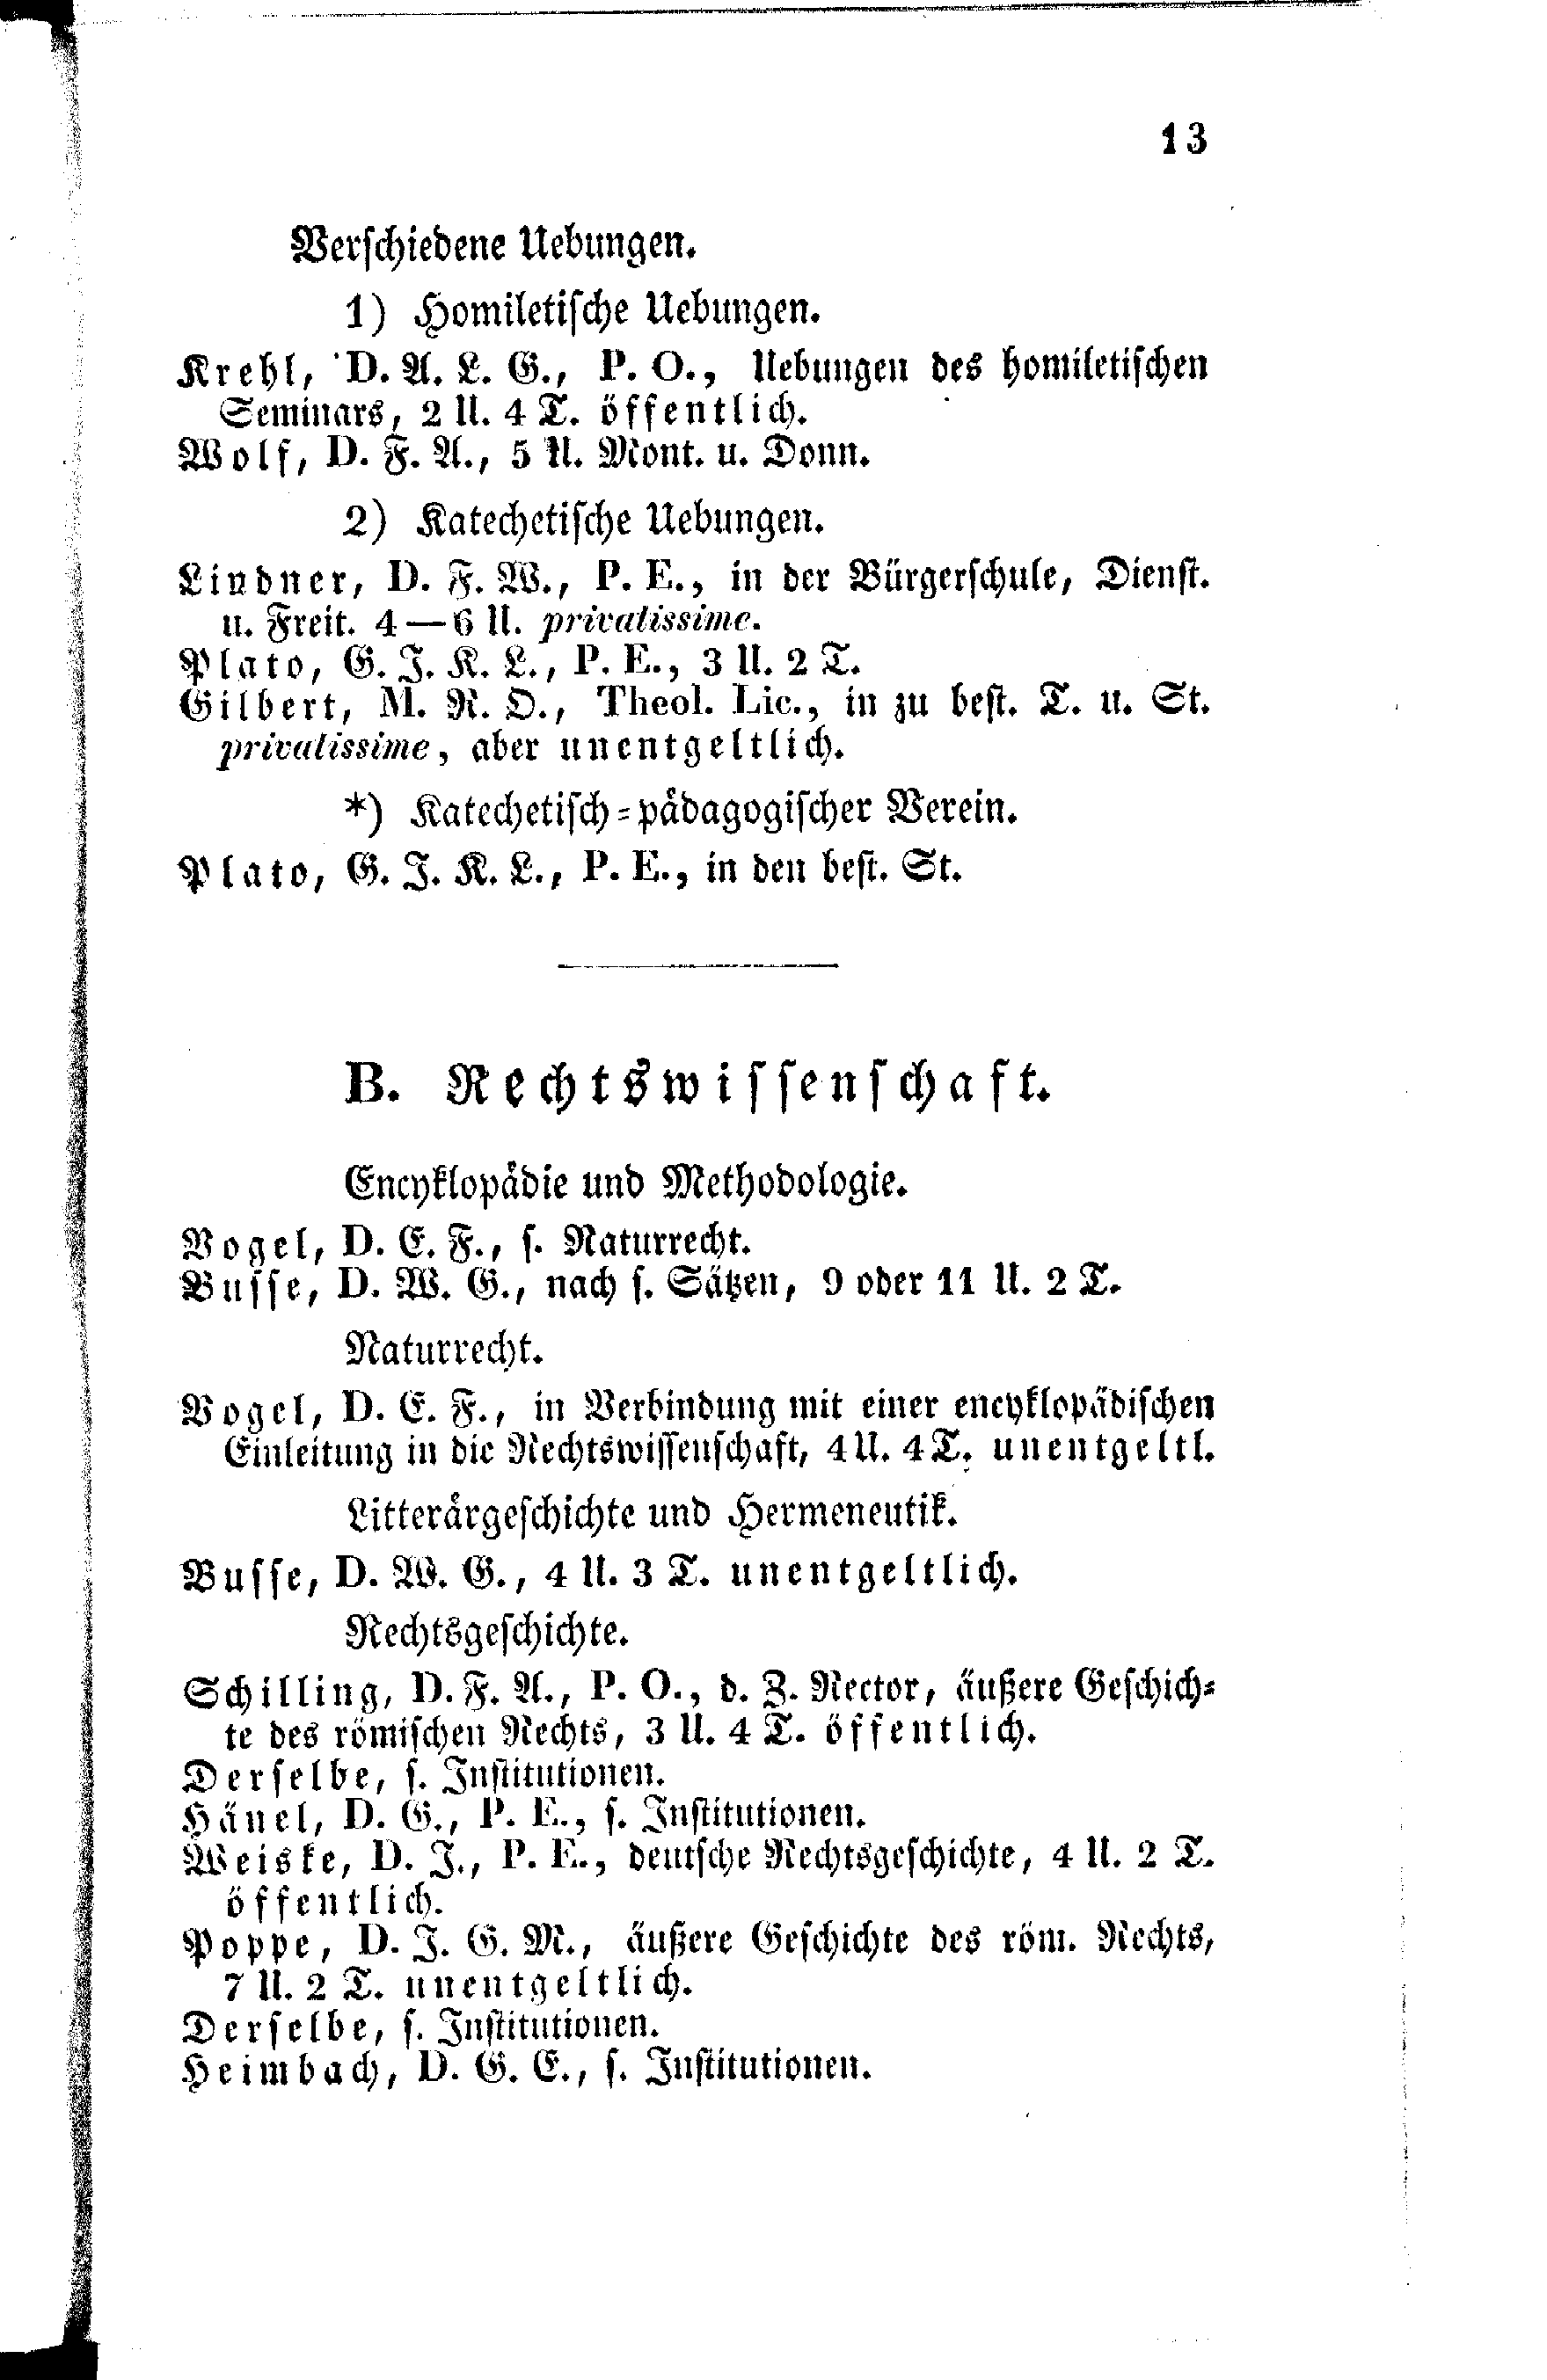 13
Verschiedene Uebungen.
1) Homiletische Uebungen.
Krehl, D. A. L. G., P. O., Uebungen des homiletischen
Seminars, 2 U. 4 T. öffentlich.
Wolf, D. F. A., 5 U. Mont. u. Donn.
2) Katechetische Uebungen.
Lindner, D. F. W., P. E., in der Bürgerschule, Dienst.
u. Freit. 4—6 U. privatissime.
Plato, G. J. K. L., P. E., 3 U. 2 T.
Gilbert, M. R. O., Theol. Lic., in zu best. T. u. St.
privatissime, aber unentgeltlich.
*) Katechetisch-pädagogischer Verein.
Plato, G. J. K. L., P. E., in den best. St.
B. Rechtswissenschaft.
Encyklopädie und Methodologie.
Vogel, D. E. F., s. Naturrecht.
Busse, D. W. G., nach s. Sätzen, 9 oder 11 U. 2 T.
Naturrecht.
Vogel, D. E. F., in Verbindung mit einer encyklopädischen
Einleitung in die Rechtswissenschaft, 4 U. 4 T. unentgeltl.
Litterärgeschichte und Hermeneutik.
Busse, D. W. G., 4 U. 3 T. unentgeltlich.
Rechtsgeschichte.
Schilling, D. F. A., P. O., d. Z. Rector, äußere Geschich-
te des römischen Rechts, 3 U. 4 T. öffentlich.
Derselbe, s. Institutionen.
Hänel, D. G., P. E., s. Institutionen.
Weiske, D. J., P. E., deutsche Rechtsgeschichte, 4 U. 2 T.
öffentlich.
Poppe, D. J. G. M., äußere Geschichte des röm. Rechts,
7 U. 2 T. unentgeltlich.
Derselbe, s. Institutionen.
Heimbach, D. G. E., s. Institutionen.